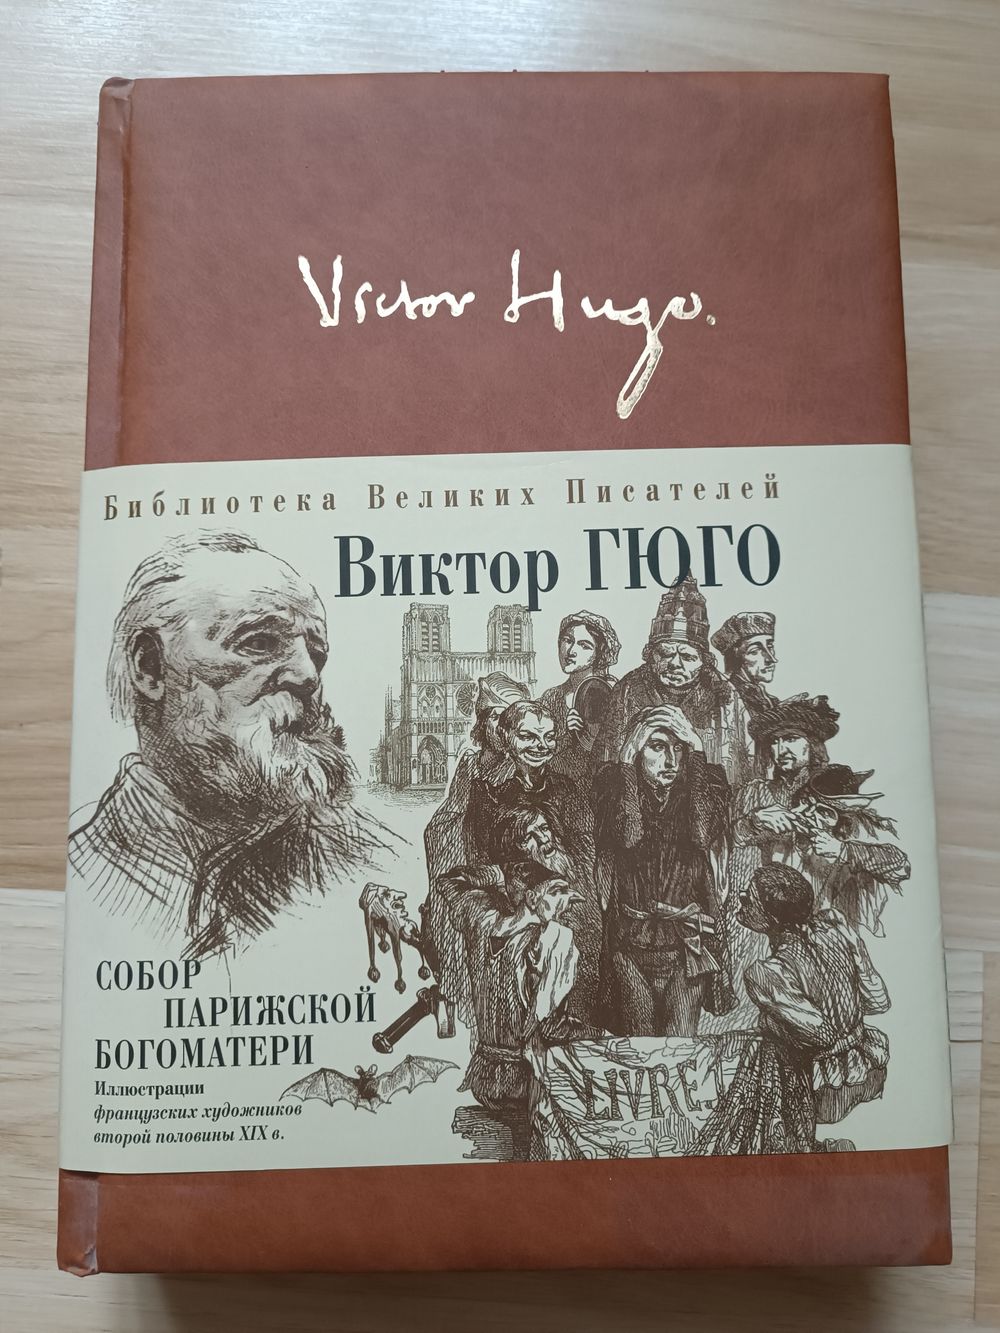 Victor Hugo.
Библиотека Великих Писателей
Виктор ГЮГО
СОБОР
ПАРИЖСКОЙ
БОГОМАТЕРИ
Иллюстрации
французских художников
второй половины XIX в.
LIVRE I